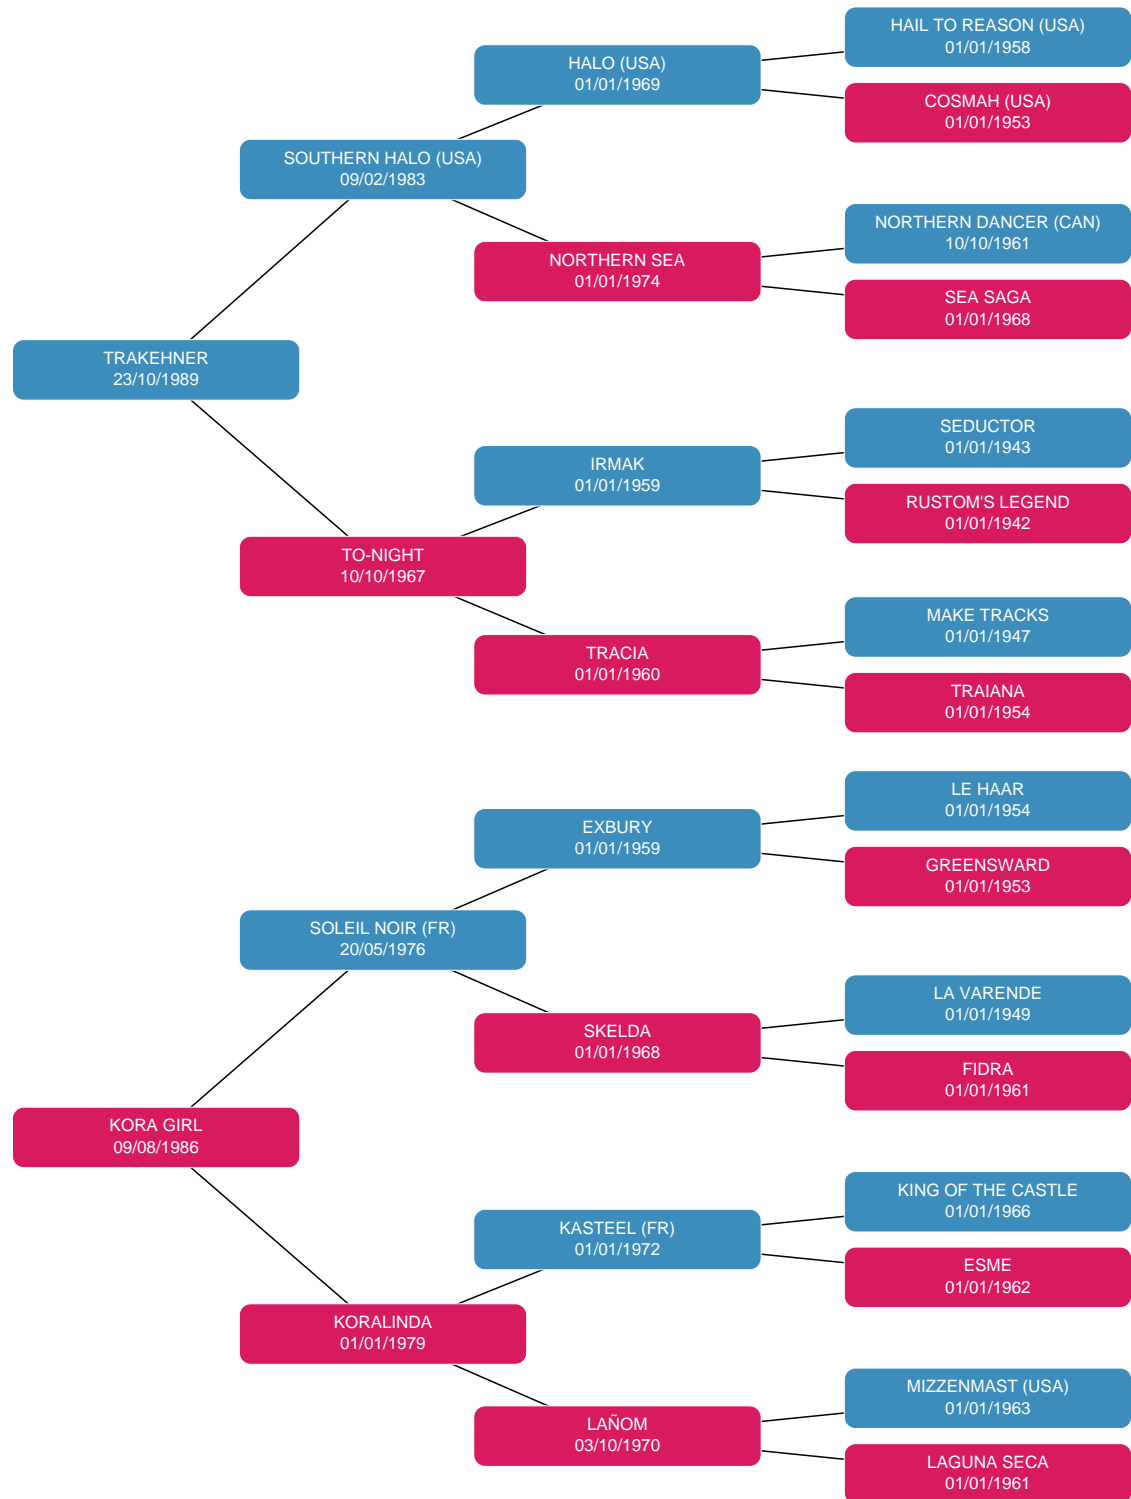 HAIL TO REASON (USA)
01/01/1958
HALO (USA)
01/01/1969
COSMAH (USA)
01/01/1953
SOUTHERN HALO (USA)
09/02/1983
NORTHERN DANCER (CAN)
10/10/1961
NORTHERN SEA
01/01/1974
SEA SAGA
01/01/1968
TRAKEHNER
23/10/1989
SEDUCTOR
01/01/1943
IRMAK
01/01/1959
RUSTOM'S LEGEND
01/01/1942
TO-NIGHT
10/10/1967
MAKE TRACKS
01/01/1947
TRACIA
01/01/1960
TRAIANA
01/01/1954
LE HAAR
01/01/1954
EXBURY
01/01/1959
GREENSWARD
01/01/1953
SOLEIL NOIR (FR)
20/05/1976
LA VARENDE
01/01/1949
SKELDA
01/01/1968
FIDRA
01/01/1961
KORA GIRL
09/08/1986
KING OF THE CASTLE
01/01/1966
KASTEEL (FR)
01/01/1972
ESME
01/01/1962
KORALINDA
01/01/1979
MIZZENMAST (USA)
01/01/1963
LAÑOM
03/10/1970
LAGUNA SECA
01/01/1961